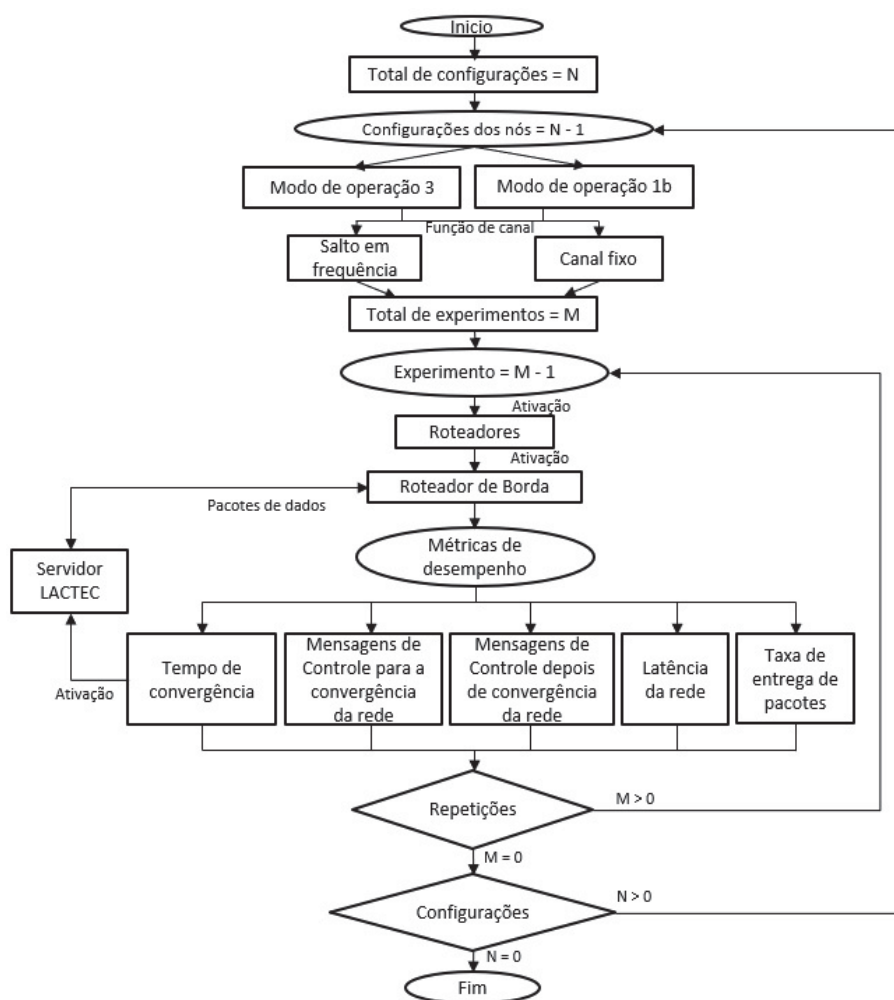 Inicio
Total de configurações = N
Configurações dos nós = N - 1
Modo de operação 3
Modo de operação 1b
Função de canal
Salto em
frequência
Canal fixo
Total de experimentos = M
Experimento = M - 1
Ativação
Roteadores
Ativação
Roteador de Borda
Pacotes de dados
Métricas de
desempenho
Servidor
LACTEC
Ativação
Tempo de
convergência
Mensagens de
Controle para a
convergência
da rede
Mensagens de
Controle depois
de convergência
da rede
Latência
da rede
Taxa de
entrega de
pacotes
Repetições
M > 0
M = 0
Configurações
N > 0
N = 0
Fim